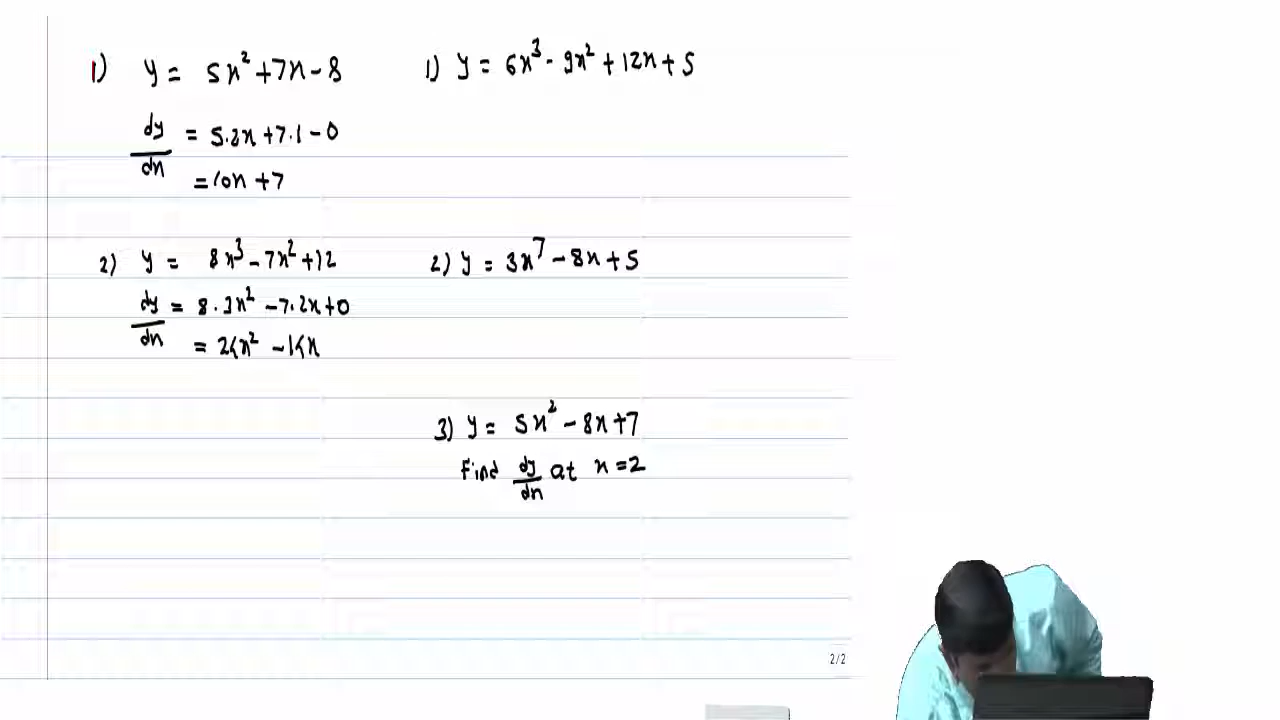 1) y = 5x² + 7x - 8
dy/dx = 5.2x + 7.1 - 0
= 10x + 7
2) y = 8x³ - 7x² + 12
dy/dx = 8.3x² - 7.2x + 0
= 24x² - 14x
1) y = 6x³ - 9x² + 12x + 5
2) y = 3x⁷ - 8x + 5
3) y = 5x² - 8x + 7
Find dy/dx at x = 2
2/2